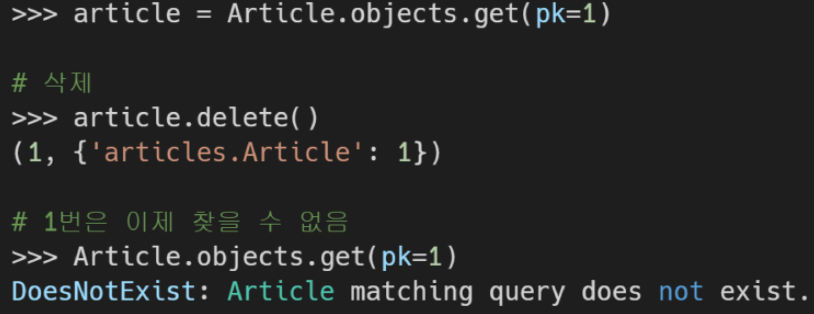 >>> article = Article.objects.get(pk=1)
# 삭제
>>> article.delete()
(1, {'articles.Article': 1})
# 1번은 이제 찾을 수 없음
>>> Article.objects.get(pk=1)
DoesNotExist: Article matching query does not exist.